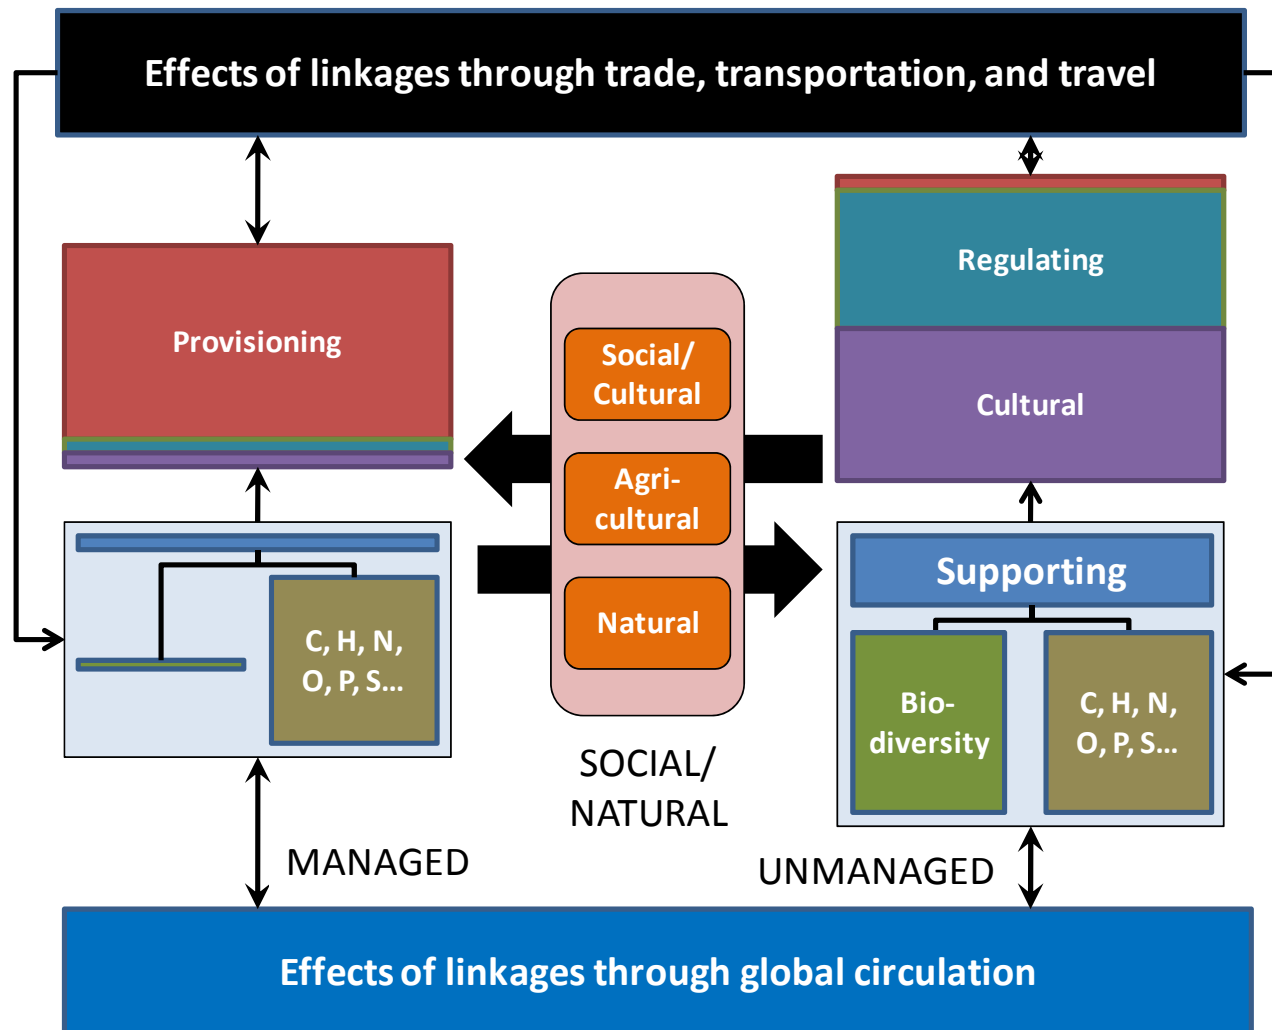 Effects of linkages through trade, transportation, and travel
Regulating
Provisioning
Social/
Cultural
Cultural
Agri-
cultural
Supporting
Natural
C, H, N,
O, P, S...
Bio-
diversity
C, H, N,
O, P, S...
SOCIAL/
NATURAL
MANAGED
UNMANAGED
Effects of linkages through global circulation